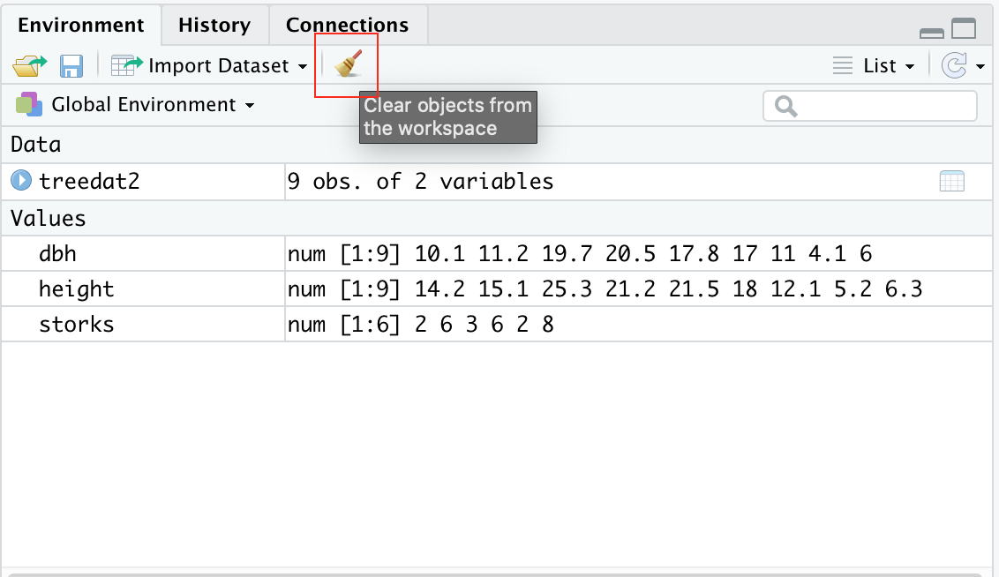 Environment History Connections
Import Dataset List
Global Environment
Clear objects from
the workspace
Data
treedat2 9 obs. of 2 variables
Values
dbh num [1:9] 10.1 11.2 19.7 20.5 17.8 17 11 4.1 6
height num [1:9] 14.2 15.1 25.3 21.2 21.5 18 12.1 5.2 6.3
storks num [1:6] 2 6 3 6 2 8